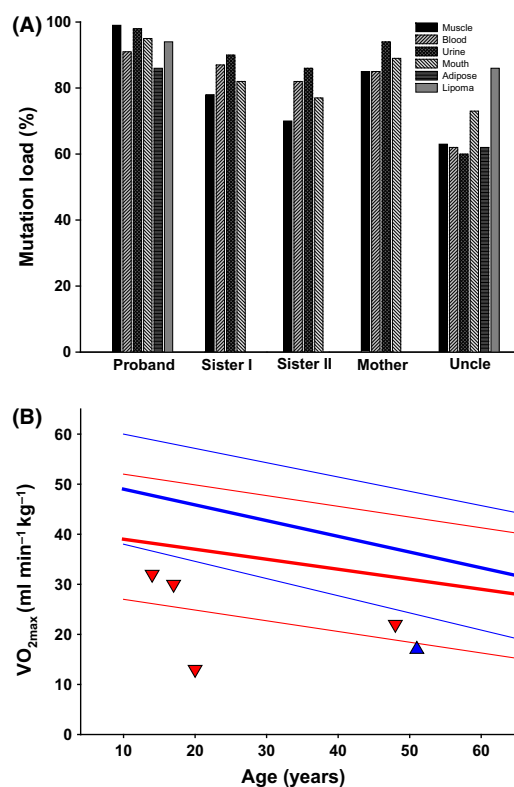 (A)
100
80
60
40
20
0
Mutation load (%)
Muscle
Blood
Urine
Mouth
Adipose
Lipoma
Proband Sister I Sister II Mother Uncle
(B)
60
50
40
30
20
10
0
VO2max (ml min−1 kg−1)
10 20 30 40 50 60
Age (years)